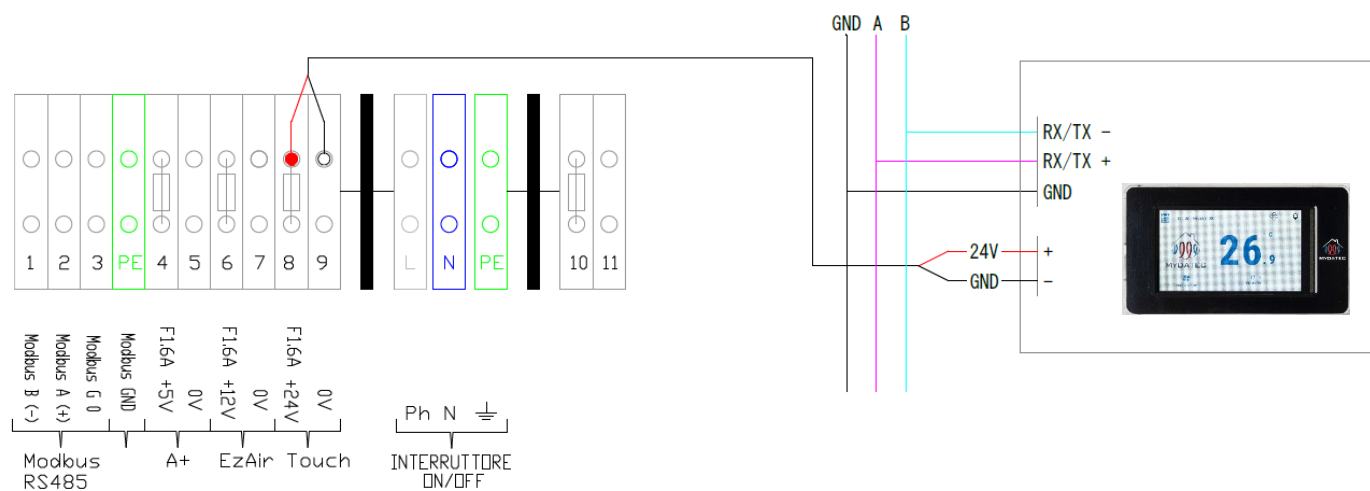 GND A B
RX/TX -
RX/TX +
GND
24V +
GND -
26.9
°C
MYDATEC
MYDATEC
1 2 3 PE 4 5 6 7 8 9 L N PE 10 11
Modbus B (-)
Modbus A (+)
Modbus G 0
Modbus GND
F1.6A +5V
0V
F1.6A +12V
0V
F1.6A +24V
0V
Ph N
Modbus
RS485
A+
EzAir
Touch
INTERRUTTORE
ON/OFF